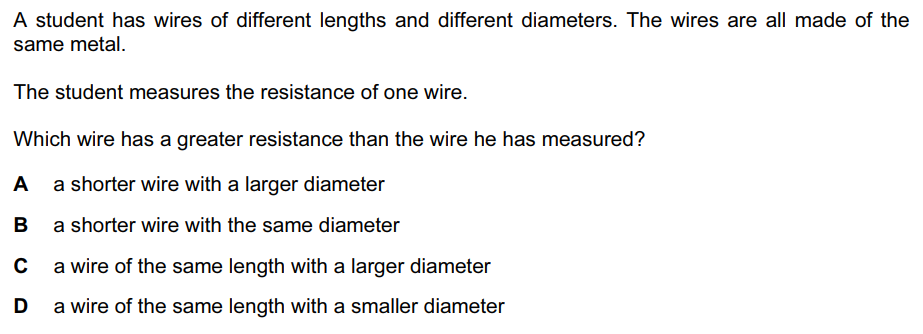 A student has wires of different lengths and different diameters. The wires are all made of the
same metal.
The student measures the resistance of one wire.
Which wire has a greater resistance than the wire he has measured?
A a shorter wire with a larger diameter
B a shorter wire with the same diameter
C a wire of the same length with a larger diameter
D a wire of the same length with a smaller diameter